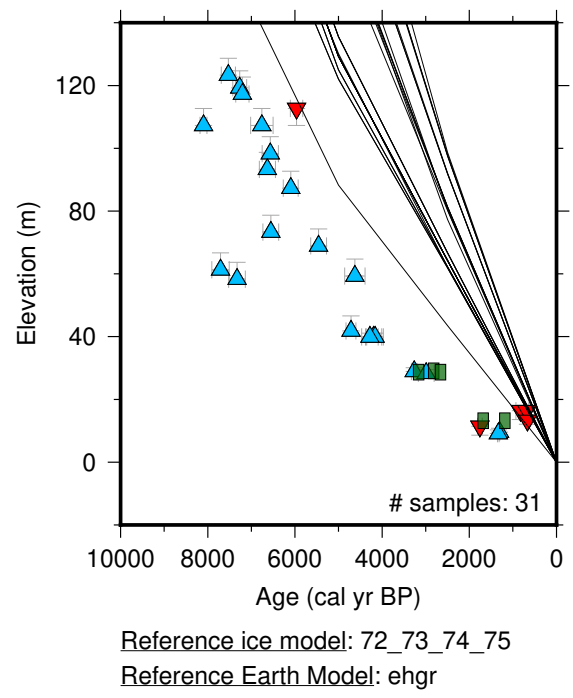 120
80
40
0
Elevation (m)
# samples: 31
10000 8000 6000 4000 2000 0
Age (cal yr BP)
Reference ice model: 72_73_74_75
Reference Earth Model: ehgr